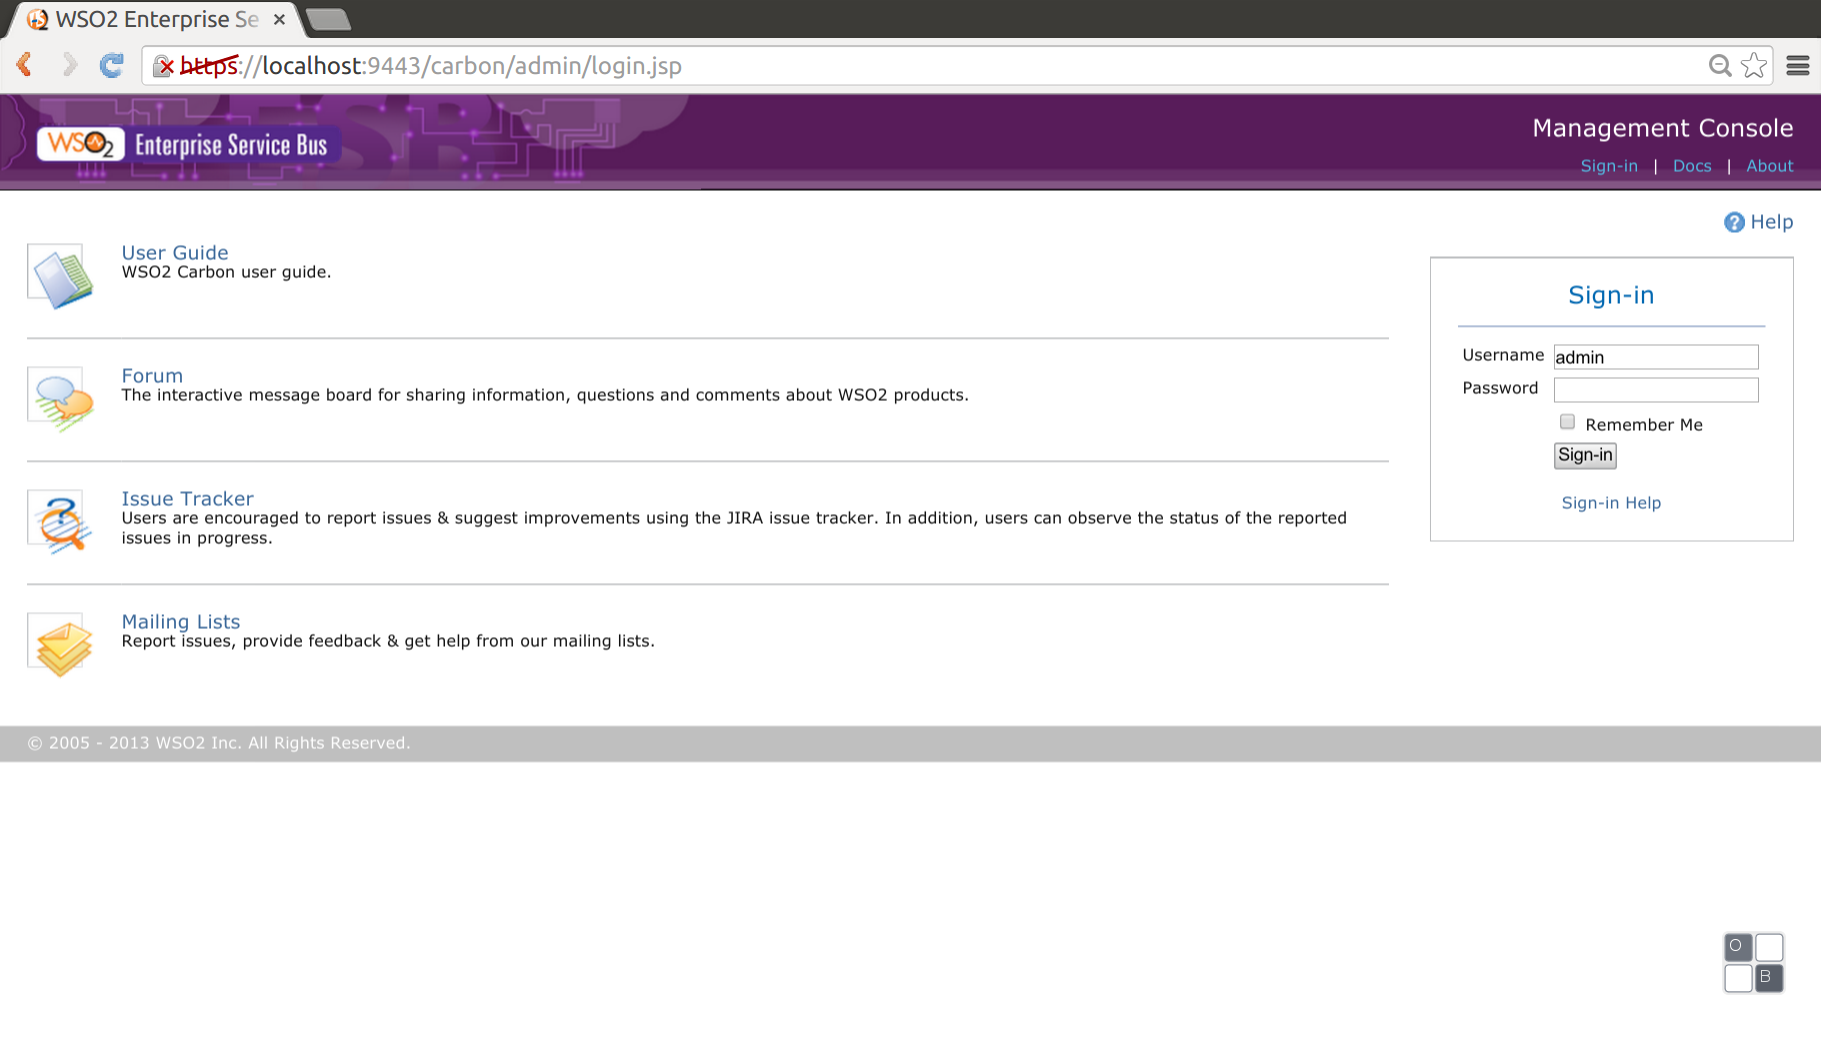 WSO2 Enterprise Se
https://localhost:9443/carbon/admin/login.jsp
WSO2 Enterprise Service Bus
ESB
Management Console
Sign-in | Docs | About
Help
User Guide
WSO2 Carbon user guide.
Forum
The interactive message board for sharing information, questions and comments about WSO2 products.
Issue Tracker
Users are encouraged to report issues & suggest improvements using the JIRA issue tracker. In addition, users can observe the status of the reported
issues in progress.
Mailing Lists
Report issues, provide feedback & get help from our mailing lists.
Sign-in
Username admin
Password
Remember Me
Sign-in
Sign-in Help
© 2005 - 2013 WSO2 Inc. All Rights Reserved.
O
B